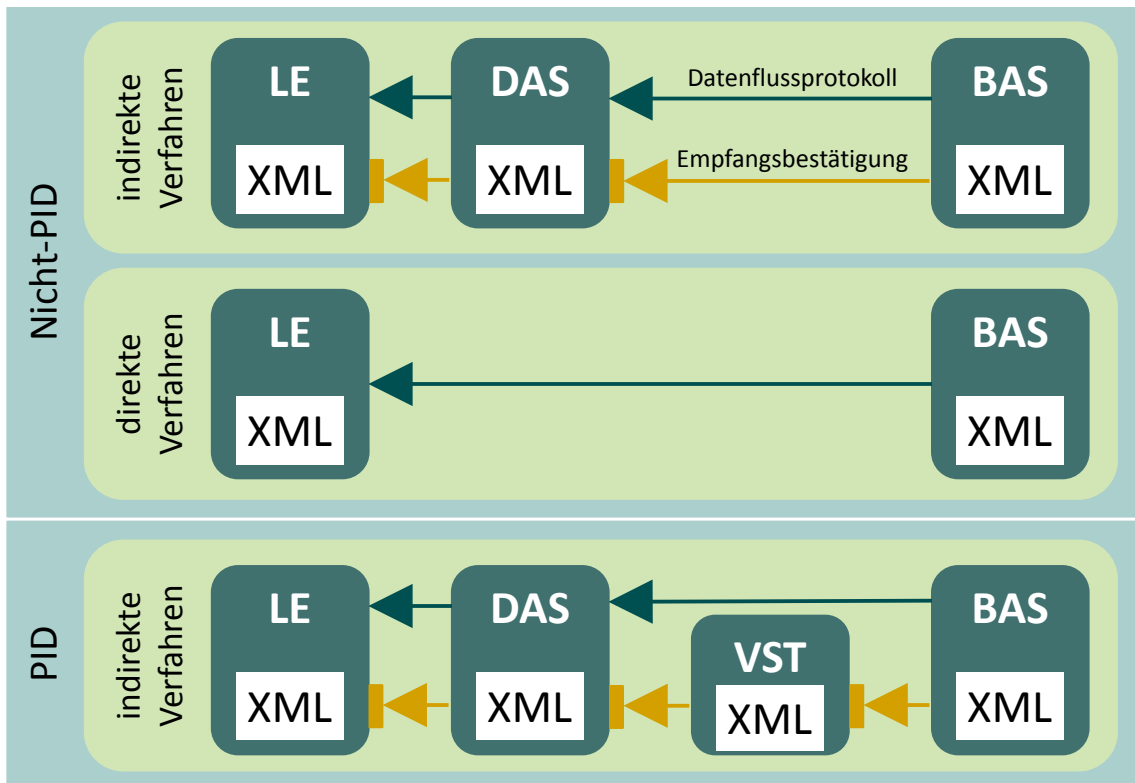 Nicht-PID
indirekte
Verfahren
LE
DAS
BAS
Datenflussprotokoll
Empfangsbestätigung
XML
XML
XML
direkte
Verfahren
LE
BAS
XML
XML
PID
indirekte
Verfahren
LE
DAS
BAS
VST
XML
XML
XML
XML